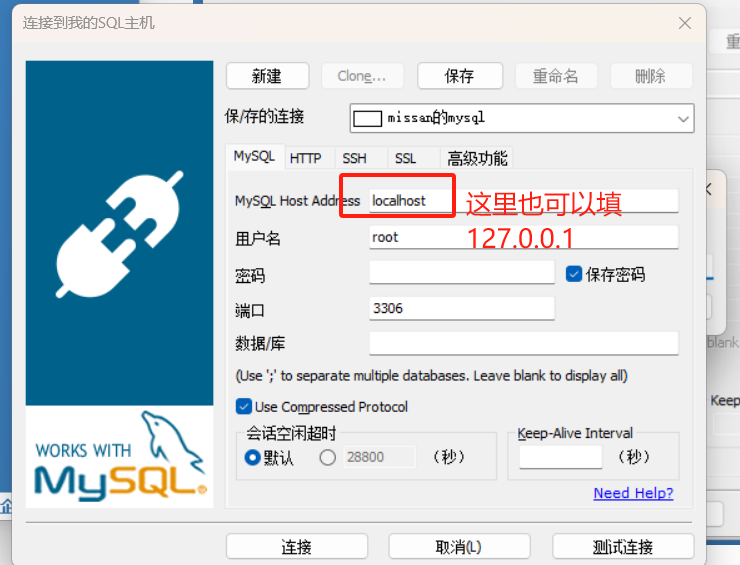 连接到我的SQL主机
重
新建
Clone...
保存
重命名
删除
保/存的连接
missan的mysql
MySQL
HTTP
SSH
SSL
高级功能
MySQL Host Address
localhost
这里也可以填
127.0.0.1
用户名
root
密码
保存密码
端口
3306
数据/库
(Use ';' to separate multiple databases. Leave blank to display all)
Use Compressed Protocol
会话空闲超时
默认
28800
(秒)
Keep-Alive Interval
(秒)
Need Help?
WORKS WITH
MySQL®
连接
取消(L)
测试连接
blank
Keep
企